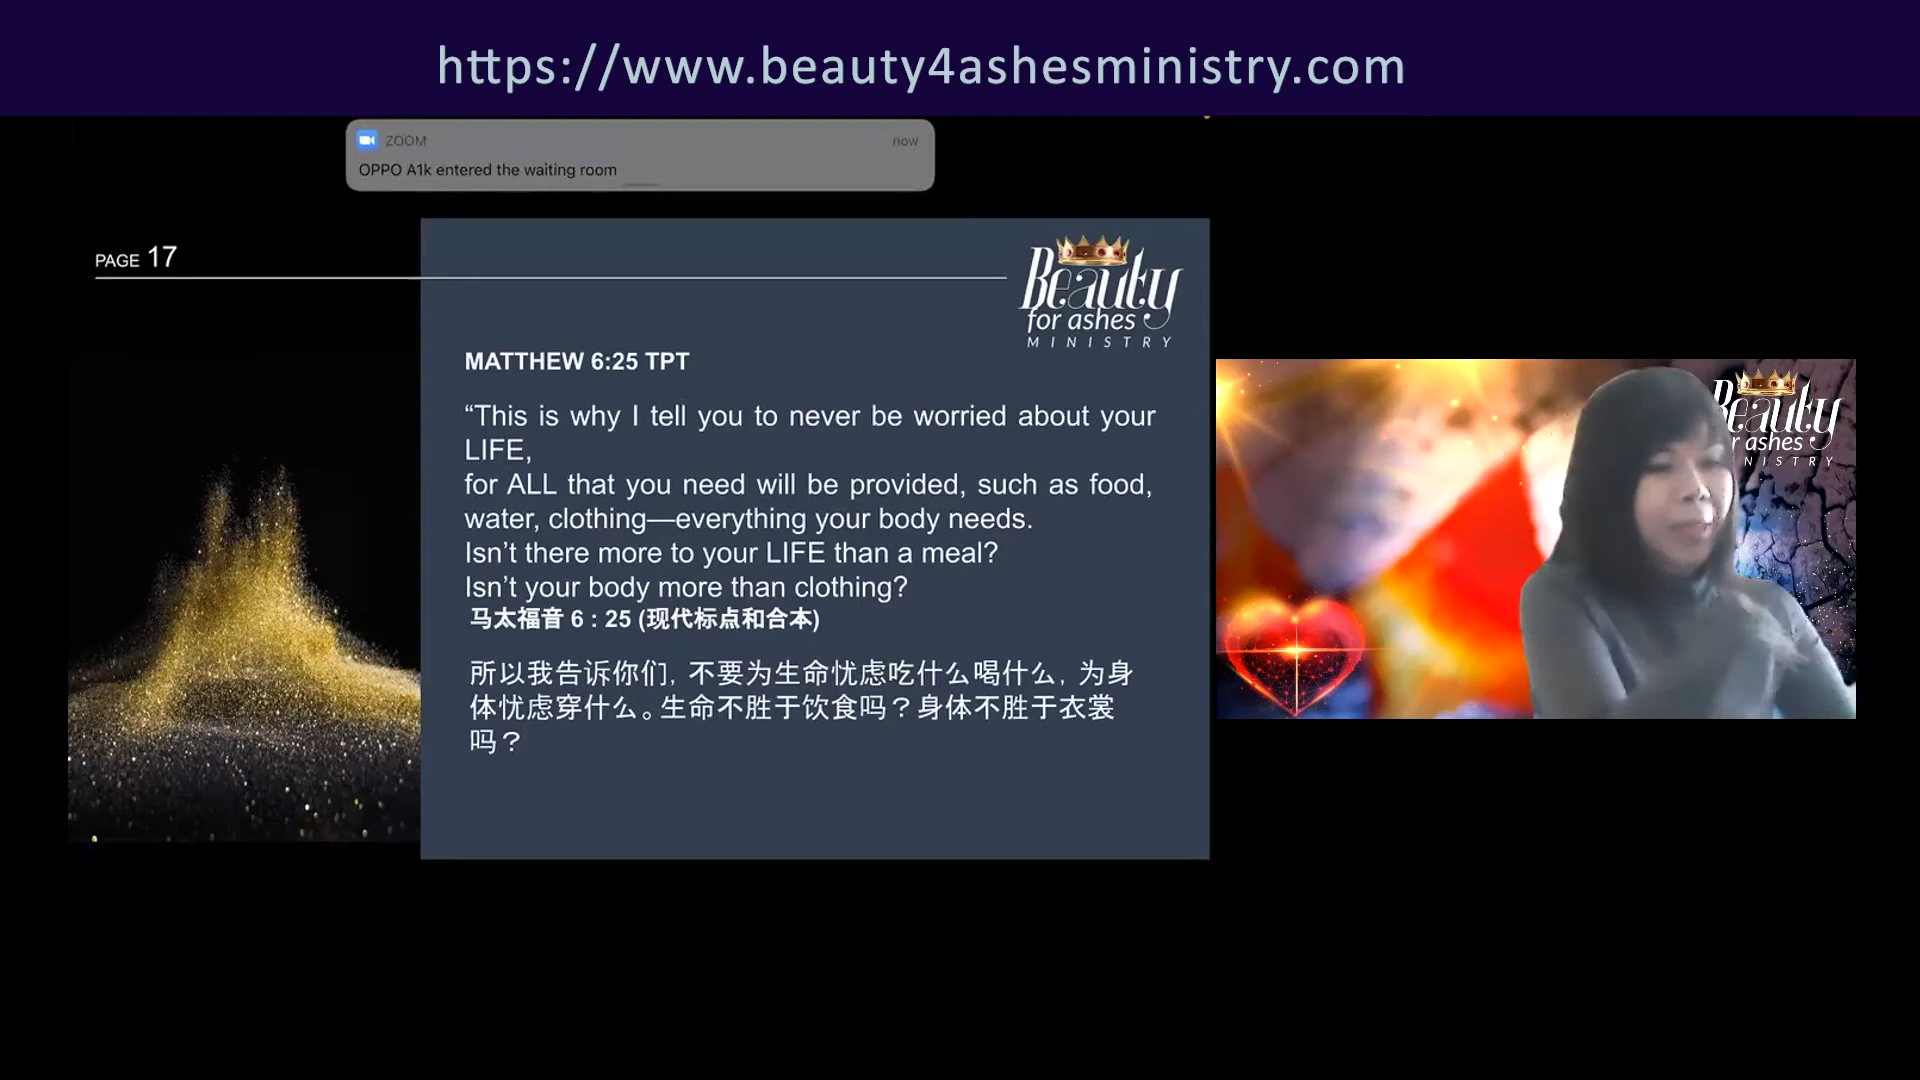 https://www.beauty4ashesministry.com
ZOOM now
OPPO A1k entered the waiting room
PAGE 17
Beauty
for ashes
MINISTRY
MATTHEW 6:25 TPT
“This is why I tell you to never be worried about your
LIFE,
for ALL that you need will be provided, such as food,
water, clothing—everything your body needs.
Isn’t there more to your LIFE than a meal?
Isn’t your body more than clothing?
马太福音 6 : 25 (现代标点和合本)
所以我告诉你们, 不要为生命忧虑吃什么喝什么, 为身
体忧虑穿什么。生命不胜于饮食吗？身体不胜于衣裳
吗？
Beauty
r ashes
NISTRY